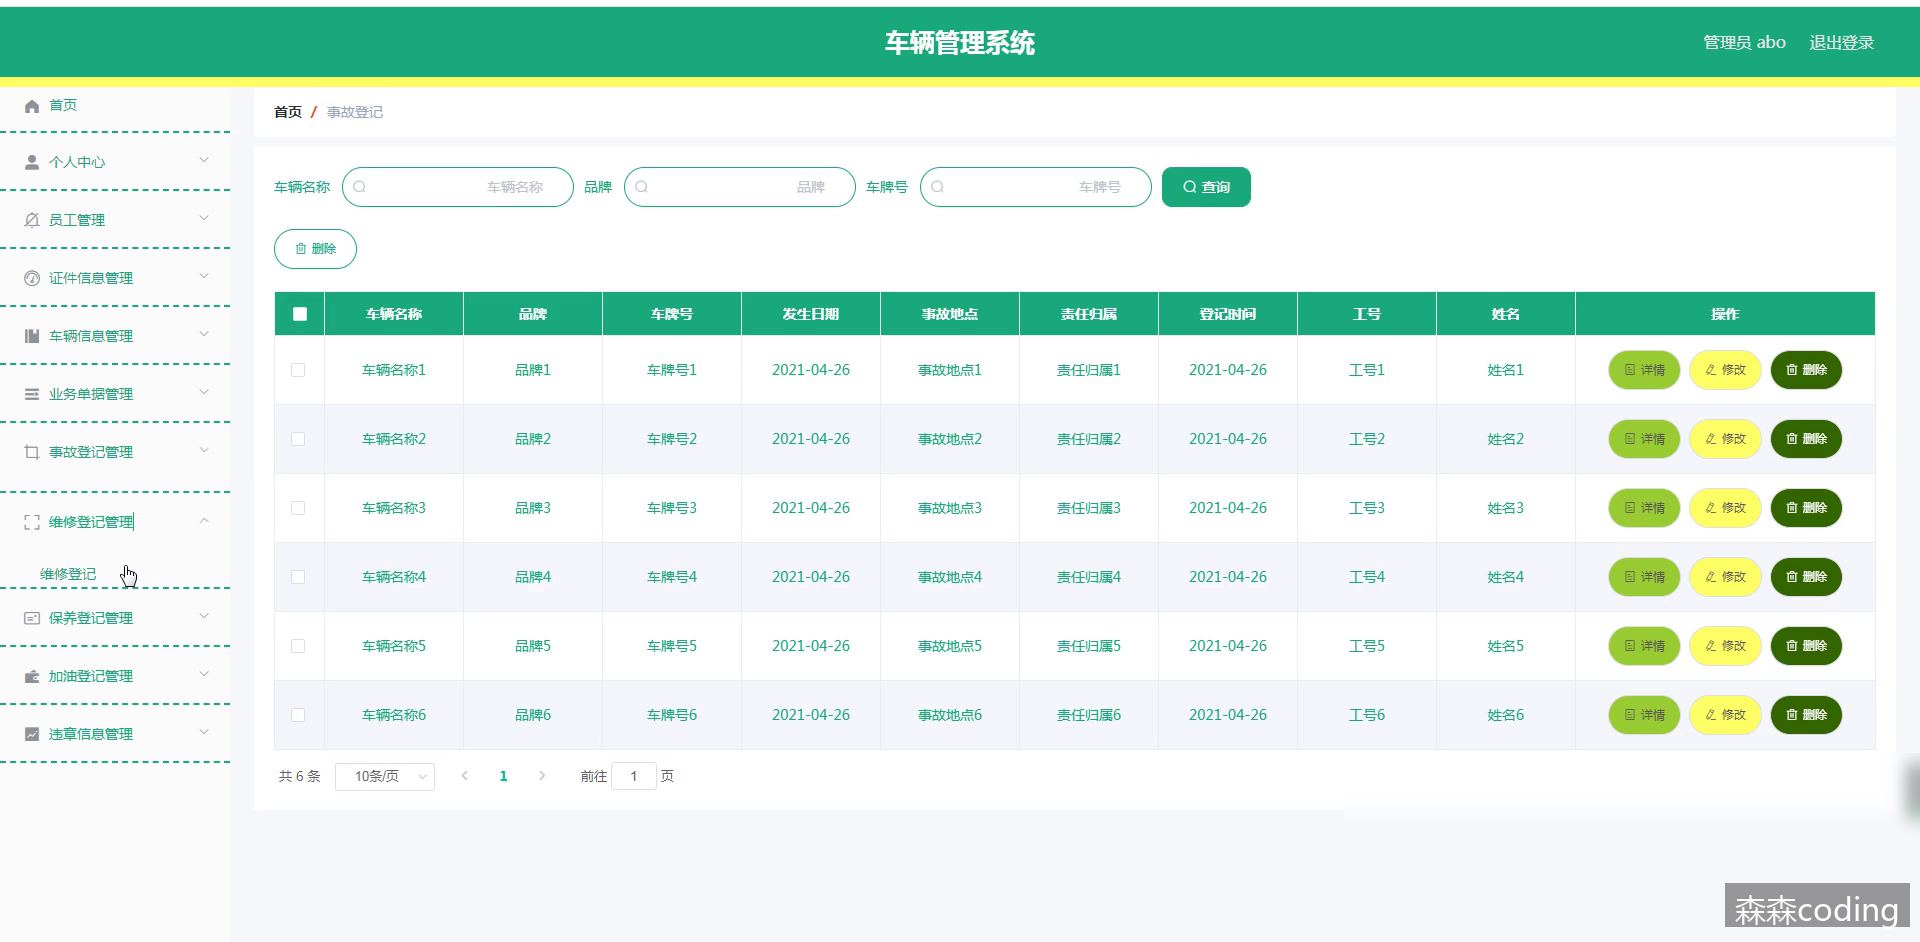 车辆管理系统
管理员 abo 退出登录
首页
个人中心
员工管理
证件信息管理
车辆信息管理
业务单据管理
事故登记管理
维修登记管理
维修登记
保养登记管理
加油登记管理
违章信息管理
首页 / 事故登记
车辆名称 车辆名称 品牌 品牌 车牌号 车牌号 查询
删除
车辆名称 品牌 车牌号 发生日期 事故地点 责任归属 登记时间 工号 姓名 操作
车辆名称1 品牌1 车牌号1 2021-04-26 事故地点1 责任归属1 2021-04-26 工号1 姓名1 详情 修改 删除
车辆名称2 品牌2 车牌号2 2021-04-26 事故地点2 责任归属2 2021-04-26 工号2 姓名2 详情 修改 删除
车辆名称3 品牌3 车牌号3 2021-04-26 事故地点3 责任归属3 2021-04-26 工号3 姓名3 详情 修改 删除
车辆名称4 品牌4 车牌号4 2021-04-26 事故地点4 责任归属4 2021-04-26 工号4 姓名4 详情 修改 删除
车辆名称5 品牌5 车牌号5 2021-04-26 事故地点5 责任归属5 2021-04-26 工号5 姓名5 详情 修改 删除
车辆名称6 品牌6 车牌号6 2021-04-26 事故地点6 责任归属6 2021-04-26 工号6 姓名6 详情 修改 删除
共 6 条 10条/页 1 前往 1 页
森森coding